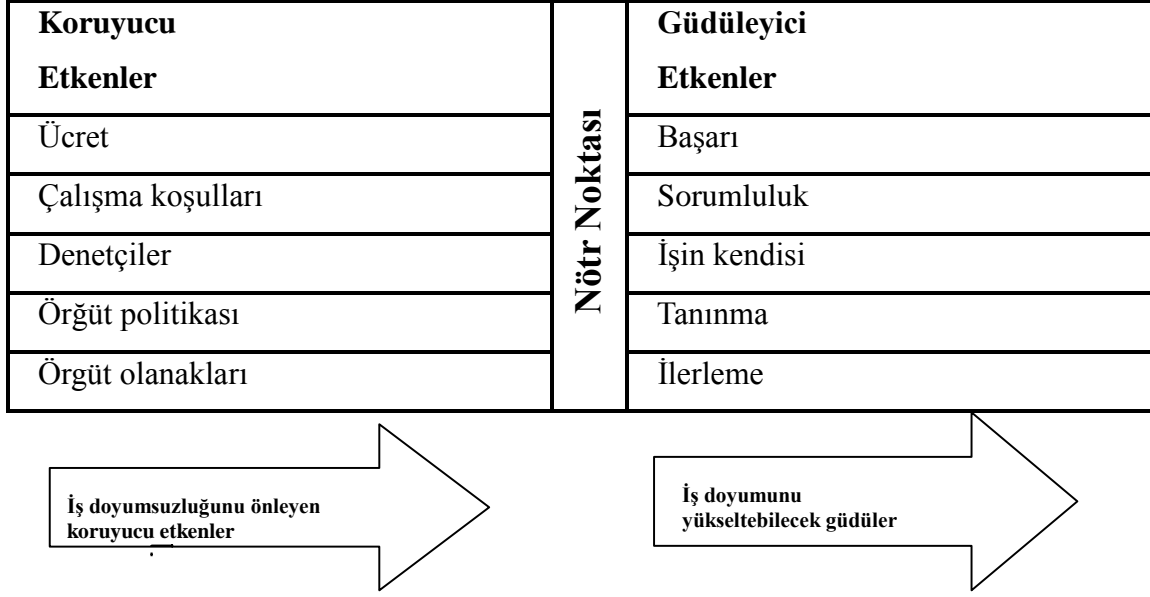 Koruyucu
Etkenler
Nötr Noktası
Güdüleyici
Etkenler
Ücret
Başarı
Çalışma koşulları
Sorumluluk
Denetçiler
İşin kendisi
Örğüt politikası
Tanınma
Örgüt olanakları
İlerleme
İş doyumsuzluğunu önleyen
koruyucu etkenler
İş doyumunu
yükseltebilecek güdüler